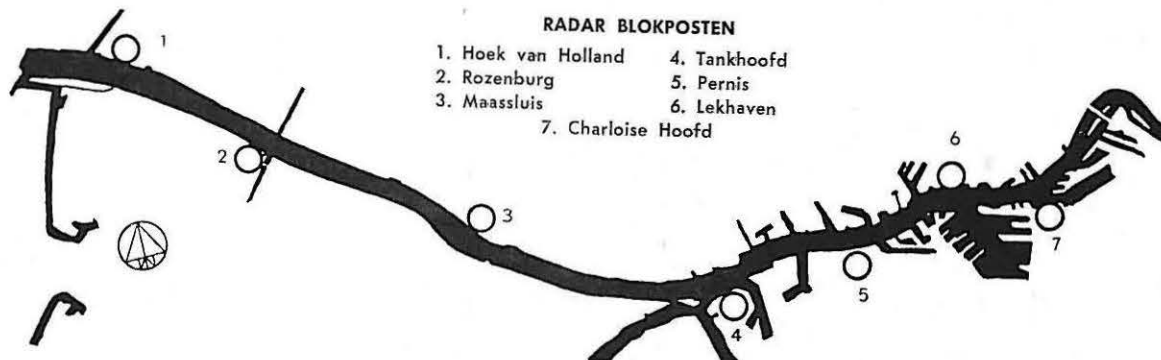 RADAR BLOKPOSTEN
1. Hoek van Holland 4. Tankhoofd
2. Rozenburg 5. Pernis
3. Maassluis 6. Lekhaven
7. Charloise Hoofd
1
2
3
4
5
6
7